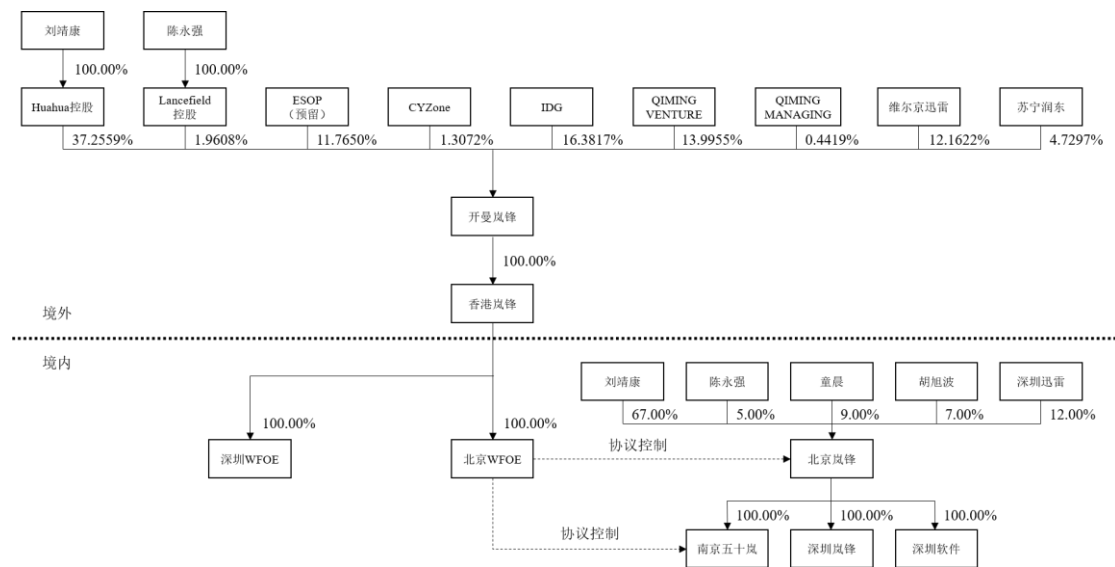 刘靖康
陈永强
100.00%
100.00%
Huahua控股
Lancefield
控股
ESOP
（预留）
CYZone
IDG
QIMING
VENTURE
QIMING
MANAGING
维尔京迅雷
苏宁润东
37.2559%
1.9608%
11.7650%
1.3072%
16.3817%
13.9955%
0.4419%
12.1622%
4.7297%
开曼岚锋
100.00%
香港岚锋
境外
境内
刘靖康
陈永强
童晨
胡旭波
深圳迅雷
67.00%
5.00%
9.00%
7.00%
12.00%
100.00%
100.00%
深圳WFOE
北京WFOE
协议控制
北京岚锋
100.00%
100.00%
100.00%
协议控制
南京五十岚
深圳岚锋
深圳软件